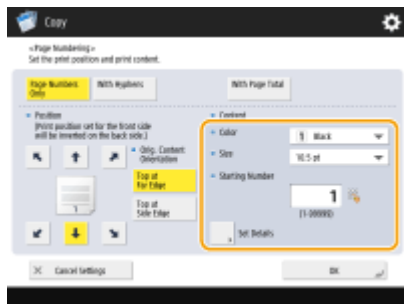 Copy
<Page Numbering>
Set the print position and print content.
Page Numbers
Only
With Hyphens
With Page Total
Position
(Print position set for the front side
will be inverted on the back side.)
Orig. Content
Orientation
Top at
Far Edge
Top at
Side Edge
1
Content
Color
1 Black
Size
10.5 pt
Starting Number
1
(1-99999)
Set Details
Cancel Settings
OK